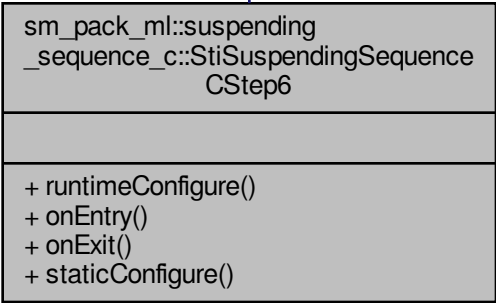 sm_pack_ml::suspending
_sequence_c::StiSuspendingSequence
CStep6
+ runtimeConfigure()
+ onEntry()
+ onExit()
+ staticConfigure()